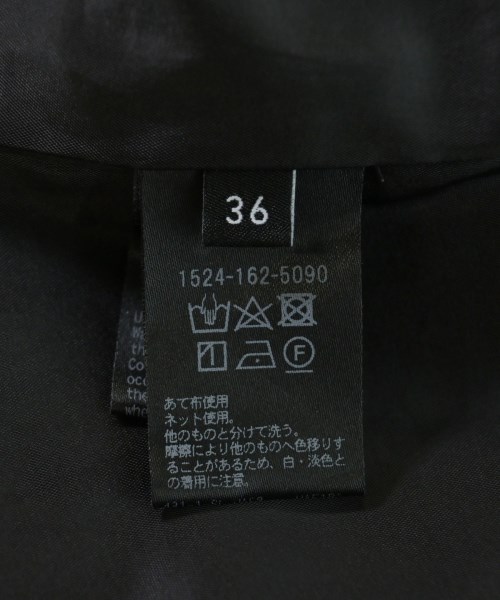 36
1524-162-5090
F
あて布使用
ネット使用。
他のものと分けて洗う。
摩擦により他のものへ色移りす
ることがあるため、白・淡色と
の着用に注意